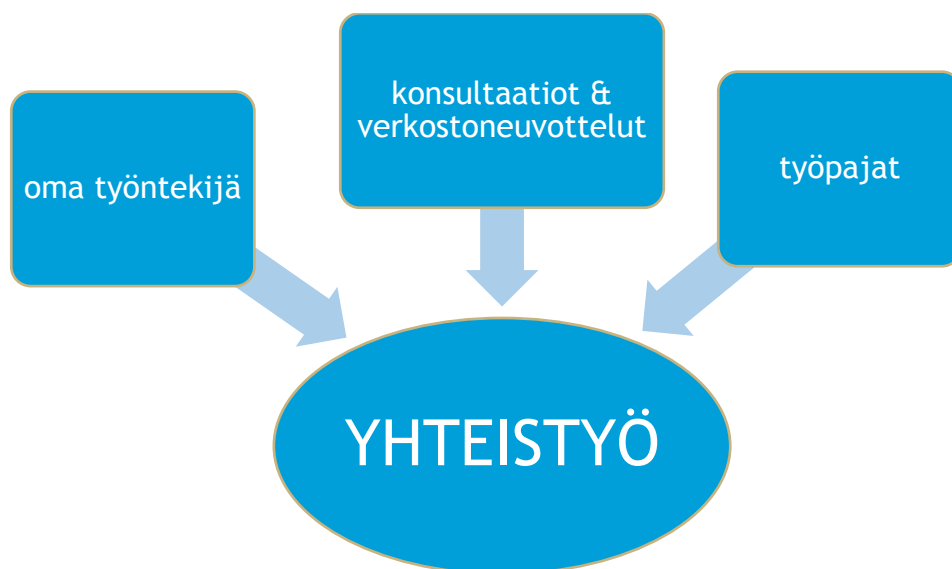 oma työntekijä
konsultaatiot &
verkostoneuvottelut
työpajat
YHTEISTYÖ